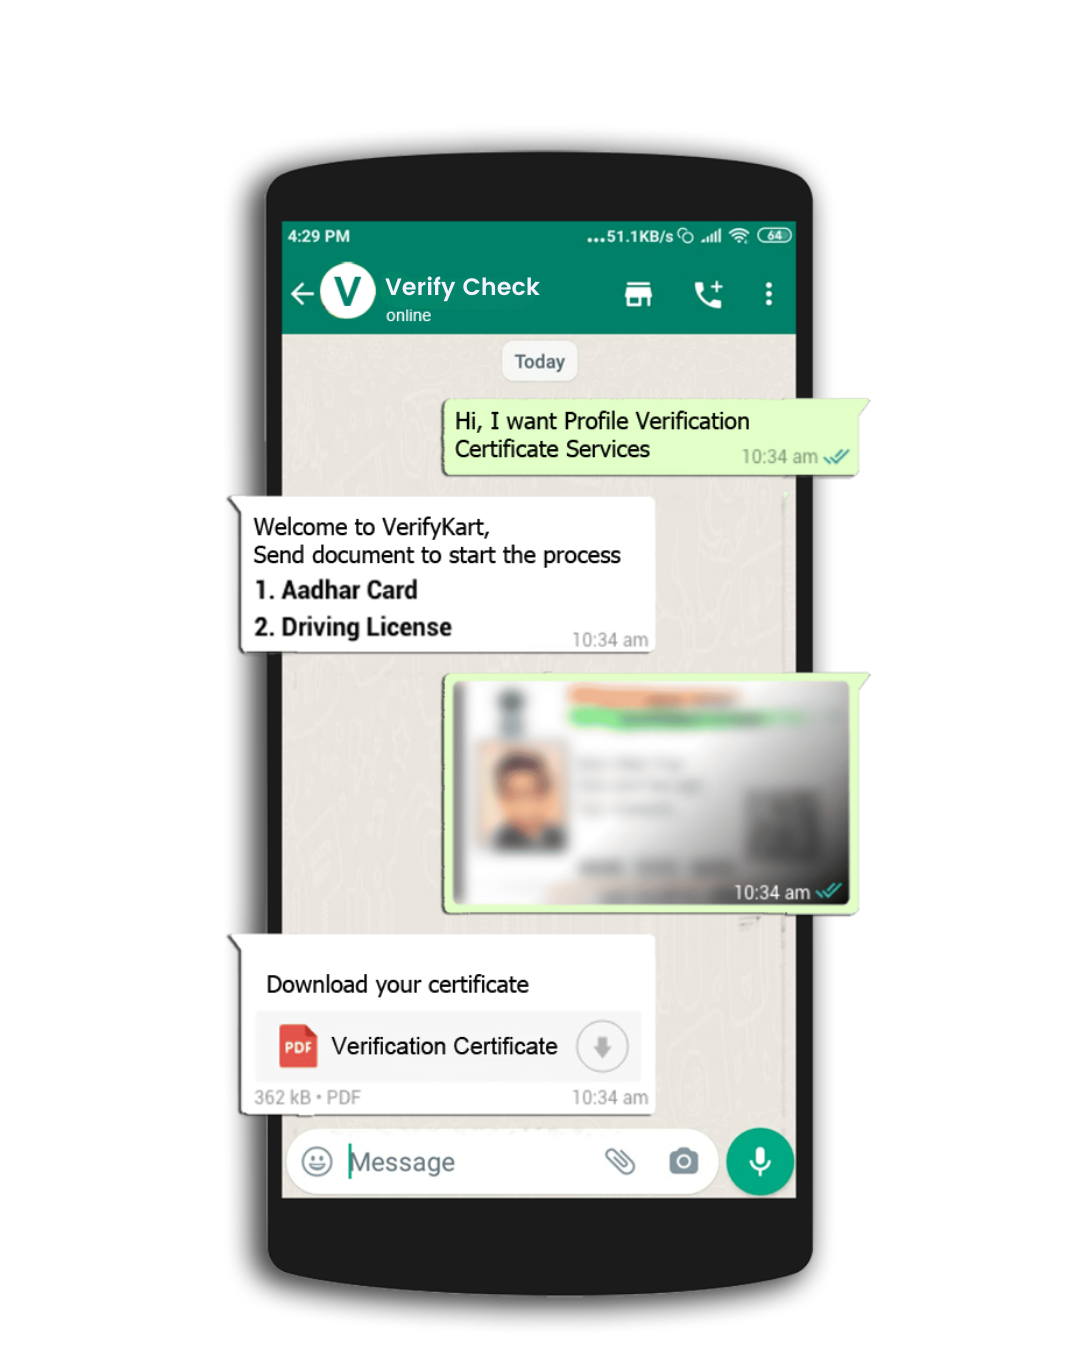 4:29 PM
...51.1KB/s
64
V
Verify Check
online
Today
Hi, I want Profile Verification
Certificate Services
10:34 am
Welcome to VerifyKart,
Send document to start the process
1. Aadhar Card
2. Driving License
10:34 am
10:34 am
Download your certificate
PDF
Verification Certificate
362 kB • PDF
10:34 am
Message